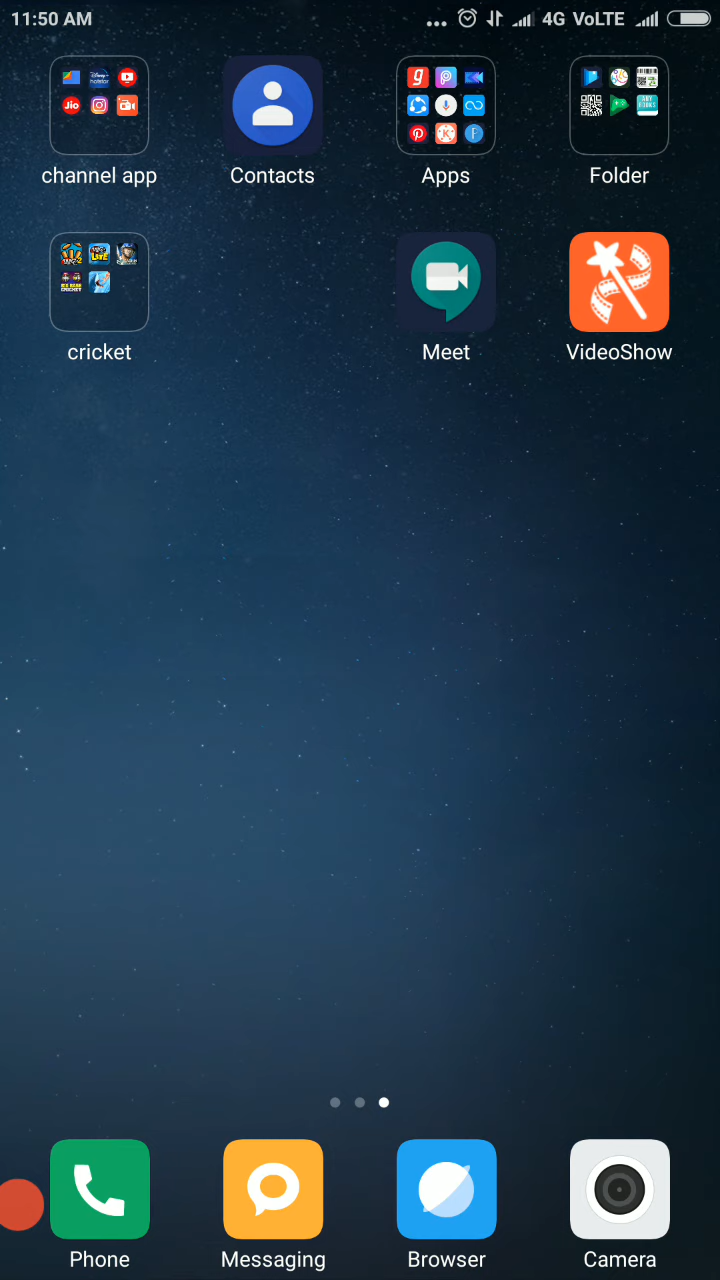 11:50 AM ... 4G VoLTE
channel app Contacts Apps Folder
cricket Meet VideoShow
Phone Messaging Browser Camera